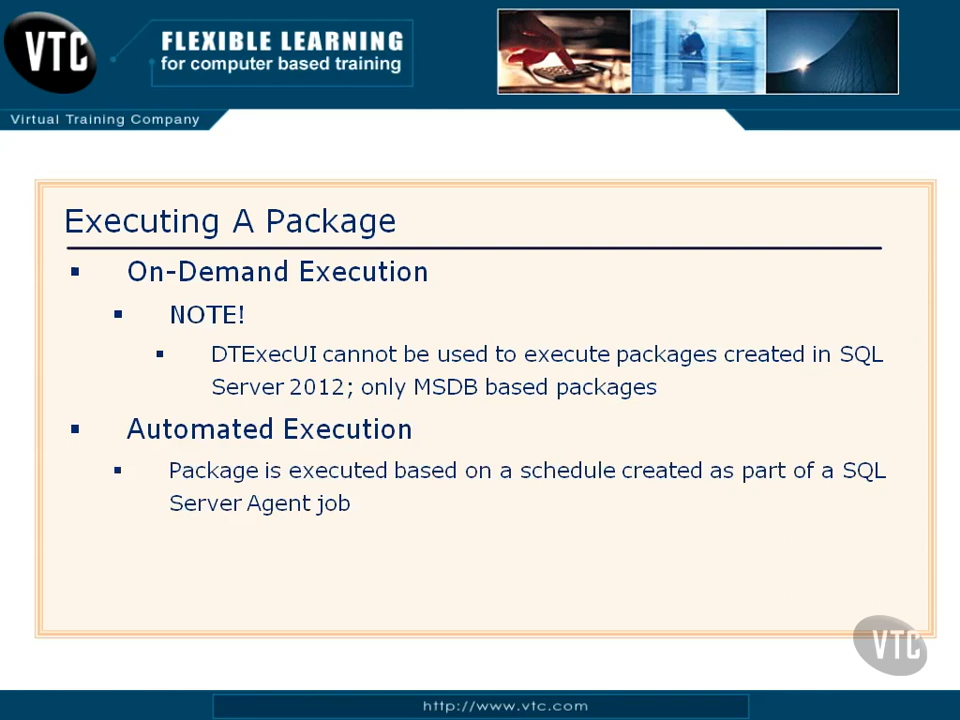 VTC
FLEXIBLE LEARNING
for computer based training
Virtual Training Company
Executing A Package
On-Demand Execution
NOTE!
DTExecUI cannot be used to execute packages created in SQL
Server 2012; only MSDB based packages
Automated Execution
Package is executed based on a schedule created as part of a SQL
Server Agent job
VTC
http://www.vtc.com